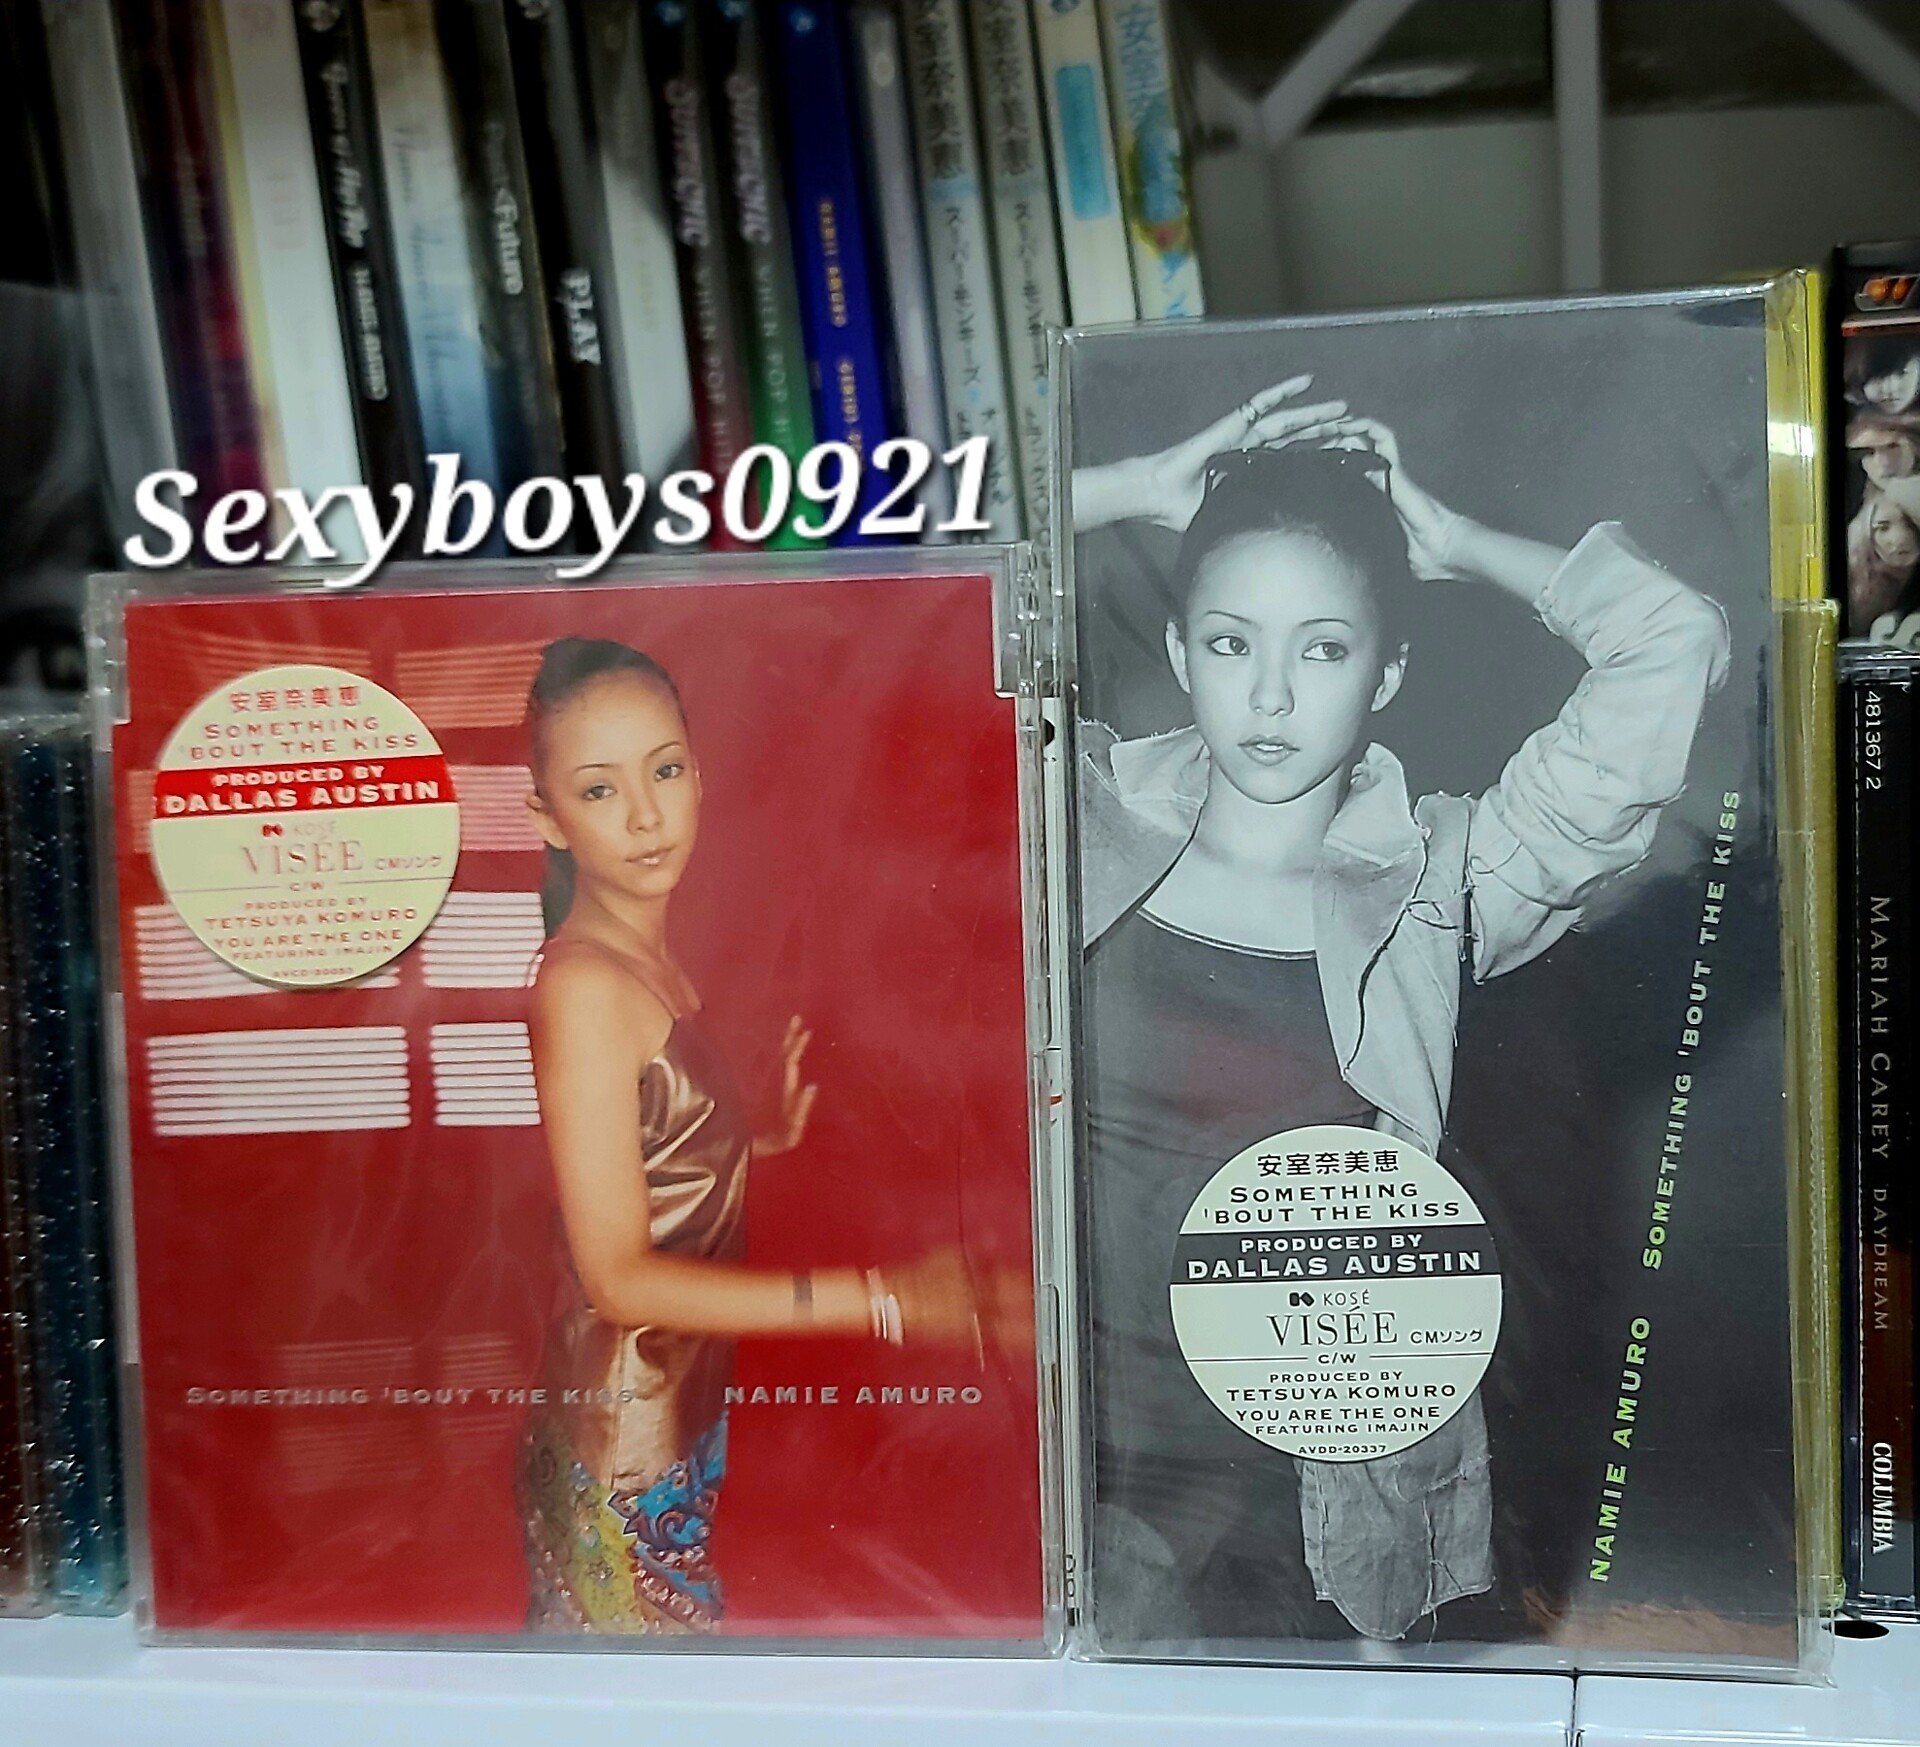 Future
PLAY
安室奈美恵
安室奈美恵
スーパー・モンキーズ
スーパー・モンキーズ
Sexyboys0921
安室奈美恵
SOMETHING
'BOUT THE KISS
PRODUCED BY
DALLAS AUSTIN
KOSÉ
VISÉE CMソング
C/W
PRODUCED BY
TETSUYA KOMURO
YOU ARE THE ONE
FEATURING IMAJIN
SOMETHING 'BOUT THE KISS NAMIE AMURO
NAMIE AMURO SOMETHING 'BOUT THE KISS
安室奈美恵
SOMETHING
'BOUT THE KISS
PRODUCED BY
DALLAS AUSTIN
KOSÉ
VISÉE CMソング
C/W
PRODUCED BY
TETSUYA KOMURO
YOU ARE THE ONE
FEATURING IMAJIN
AVDD-20337
481367 2
MARIAH CAREY DAYDREAM
COLUMBIA